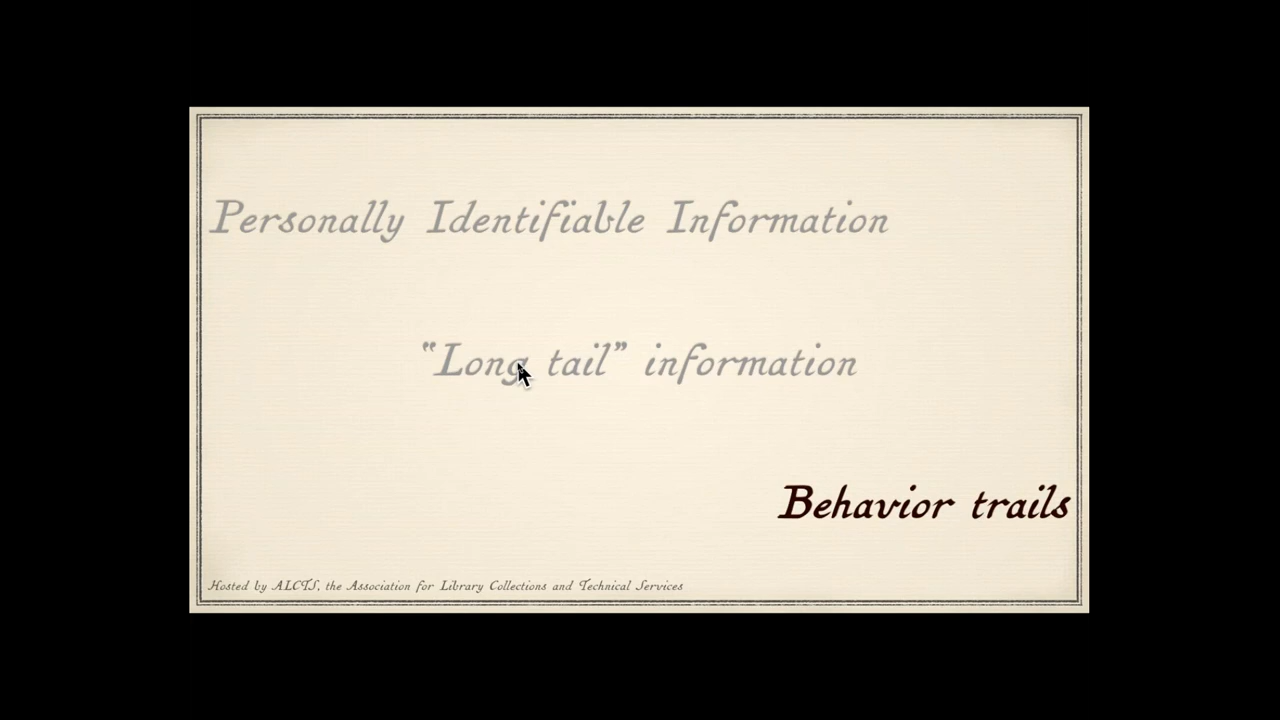 Personally Identifiable Information
“Long tail” information
Behavior trails
Hosted by ALCTS, the Association for Library Collections and Technical Services